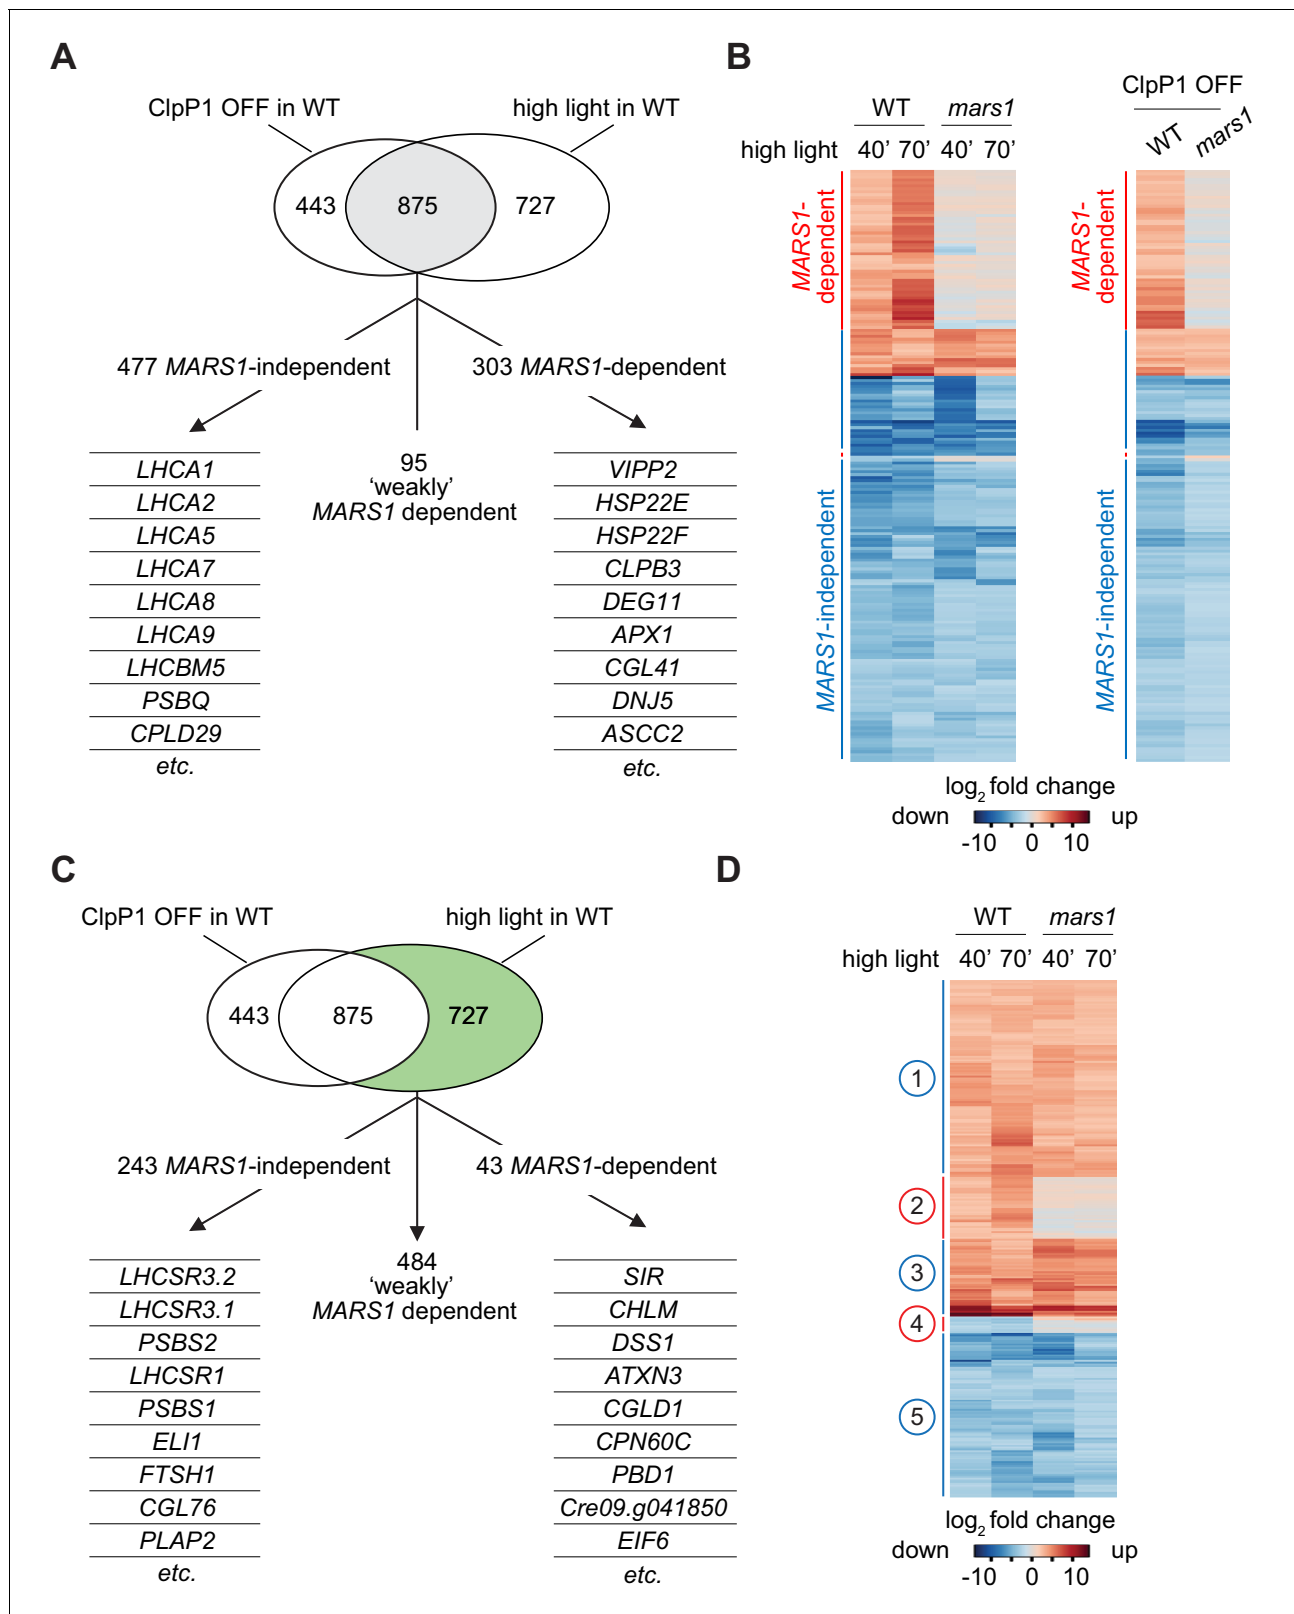 A
ClpP1 OFF in WT
high light in WT
443
875
727
477 MARS1-independent
303 MARS1-dependent
95
‘weakly’
MARS1 dependent
LHCA1
LHCA2
LHCA5
LHCA7
LHCA8
LHCA9
LHCBM5
PSBQ
CPLD29
etc.
VIPP2
HSP22E
HSP22F
CLPB3
DEG11
APX1
CGL41
DNJ5
ASCC2
etc.
B
WT mars1
high light 40’ 70’ 40’ 70’
MARS1-
dependent
MARS1-independent
ClpP1 OFF
WT mars1
MARS1-
dependent
MARS1-independent
log2 fold change
down up
-10 0 10
C
ClpP1 OFF in WT
high light in WT
443
875
727
243 MARS1-independent
43 MARS1-dependent
484
‘weakly’
MARS1 dependent
LHCSR3.2
LHCSR3.1
PSBS2
LHCSR1
PSBS1
ELI1
FTSH1
CGL76
PLAP2
etc.
SIR
CHLM
DSS1
ATXN3
CGLD1
CPN60C
PBD1
Cre09.g041850
EIF6
etc.
D
WT mars1
high light 40’ 70’ 40’ 70’
1
2
3
4
5
log2 fold change
down up
-10 0 10